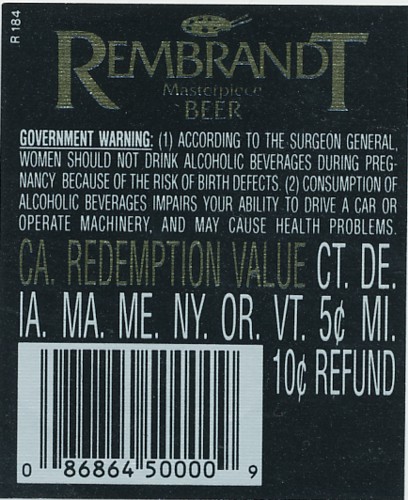 R 184
REMBRANDT
Masterpiece
BEER
GOVERNMENT WARNING: (1) ACCORDING TO THE SURGEON GENERAL,
WOMEN SHOULD NOT DRINK ALCOHOLIC BEVERAGES DURING PREG-
NANCY BECAUSE OF THE RISK OF BIRTH DEFECTS. (2) CONSUMPTION OF
ALCOHOLIC BEVERAGES IMPAIRS YOUR ABILITY TO DRIVE A CAR OR
OPERATE MACHINERY, AND MAY CAUSE HEALTH PROBLEMS.
CA. REDEMPTION VALUE CT. DE.
IA. MA. ME. NY. OR. VT. 5¢ MI.
10¢ REFUND
0 86864 50000 9